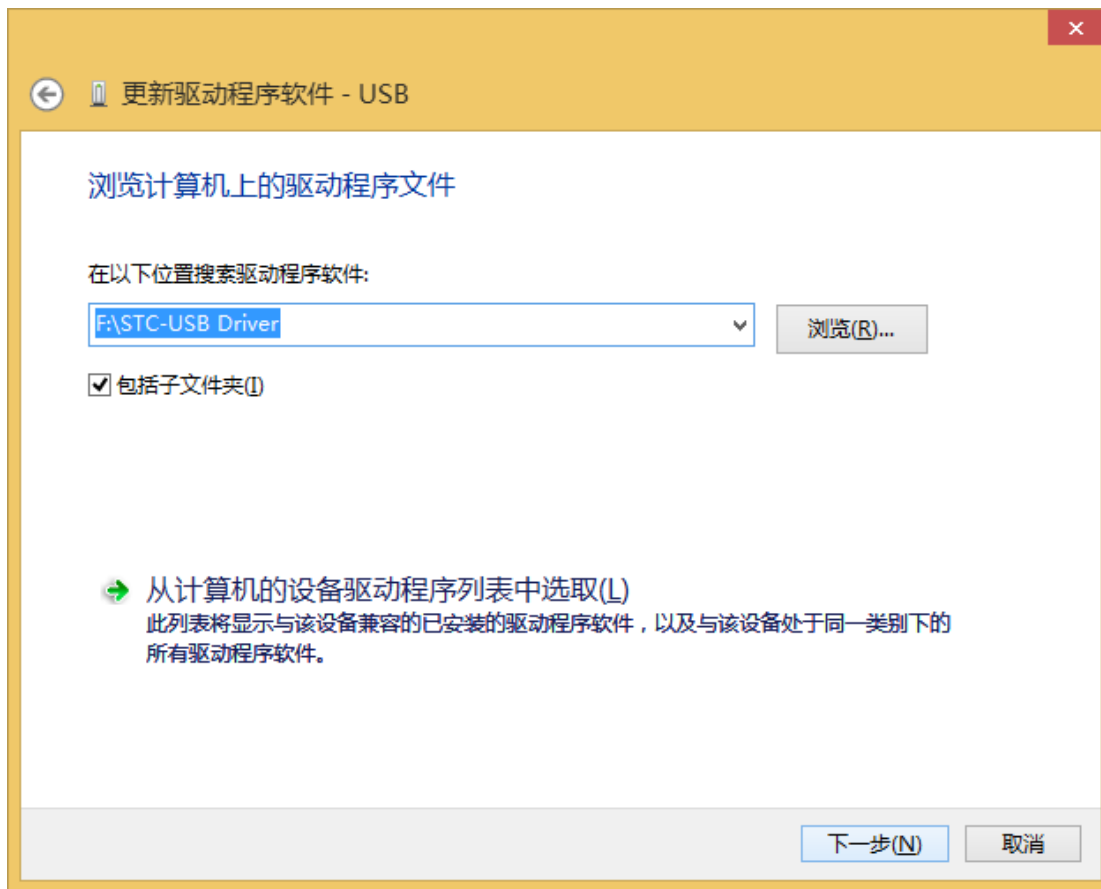 更新驱动程序软件 - USB
浏览计算机上的驱动程序文件
在以下位置搜索驱动程序软件:
F:\STC-USB Driver
浏览(R)...
包括子文件夹(I)
从计算机的设备驱动程序列表中选取(L)
此列表将显示与该设备兼容的已安装的驱动程序软件，以及与该设备处于同一类别下的
所有驱动程序软件。
下一步(N)
取消